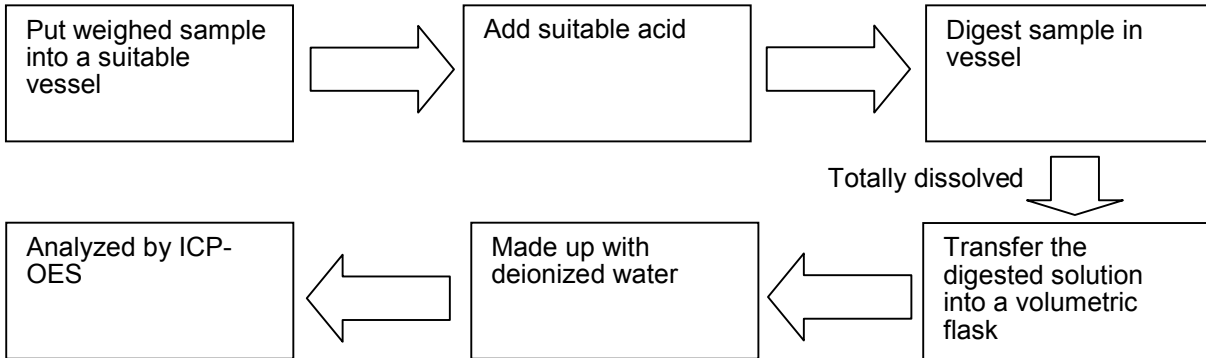 Put weighed sample
into a suitable
vessel
Add suitable acid
Digest sample in
vessel
Totally dissolved
Transfer the
digested solution
into a volumetric
flask
Made up with
deionized water
Analyzed by ICP-
OES